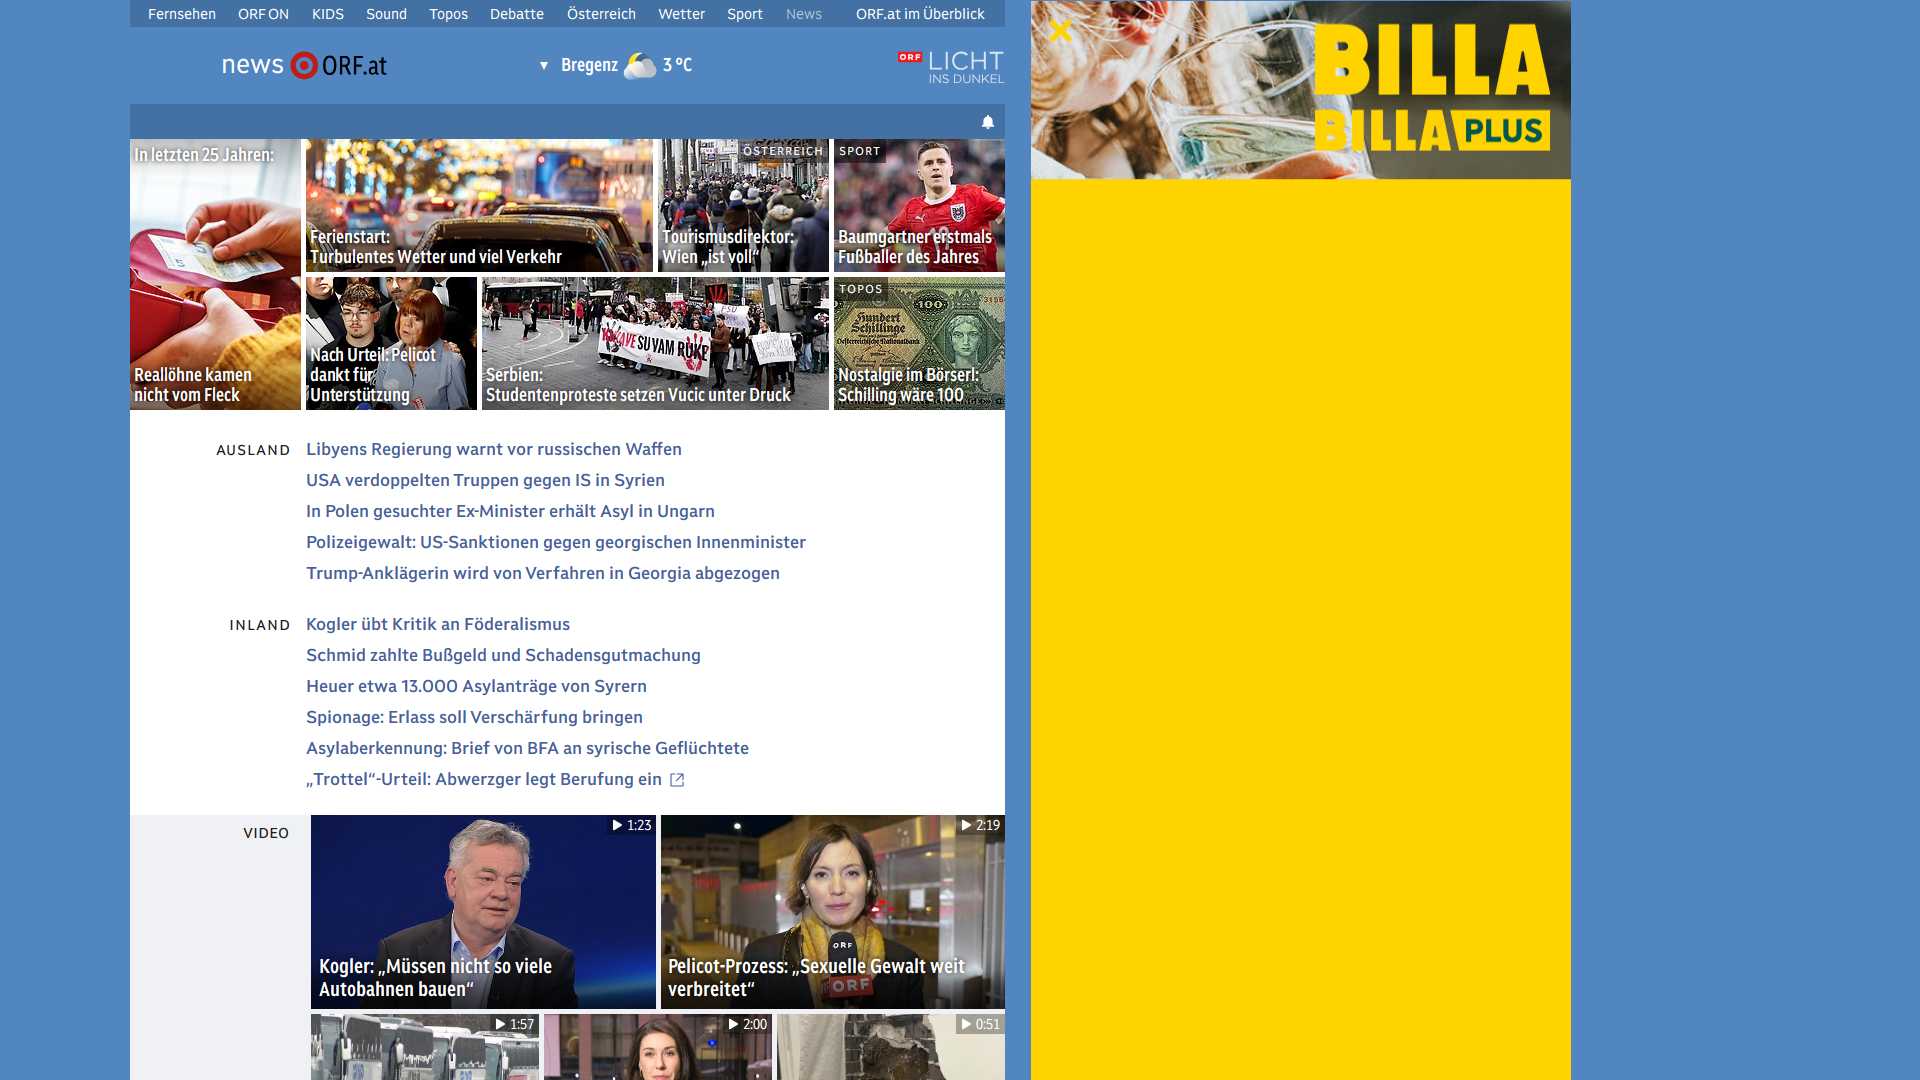 Fernsehen ORF ON KIDS Sound Topos Debatte Österreich Wetter Sport News ORF.at im Überblick
news ORF.at
Bregenz 3 °C
ORF LICHT
INS DUNKEL
BILLA
BILLA PLUS
In letzten 25 Jahren:
Reallöhne kamen
nicht vom Fleck
Ferienstart:
Turbulentes Wetter und viel Verkehr
ÖSTERREICH
Tourismusdirektor:
Wien „ist voll“
SPORT
Baumgartner erstmals
Fußballer des Jahres
Nach Urteil: Pelicot
dankt für
Unterstützung
SU VAM RUKE
Serbien:
Studentenproteste setzen Vucic unter Druck
TOPOS
100
Hundert
Schillinge
Nostalgie im Börserl:
Schilling wäre 100
AUSLAND
Libyens Regierung warnt vor russischen Waffen
USA verdoppelten Truppen gegen IS in Syrien
In Polen gesuchter Ex-Minister erhält Asyl in Ungarn
Polizeigewalt: US-Sanktionen gegen georgischen Innenminister
Trump-Anklägerin wird von Verfahren in Georgia abgezogen
INLAND
Kogler übt Kritik an Föderalismus
Schmid zahlte Bußgeld und Schadensgutmachung
Heuer etwa 13.000 Asylanträge von Syrern
Spionage: Erlass soll Verschärfung bringen
Asylaberkennung: Brief von BFA an syrische Geflüchtete
„Trottel“-Urteil: Abwerzger legt Berufung ein
VIDEO
1:23
Kogler: „Müssen nicht so viele
Autobahnen bauen“
2:19
ORF
ORF
Pelicot-Prozess: „Sexuelle Gewalt weit
verbreitet“
1:57
2:00
0:51